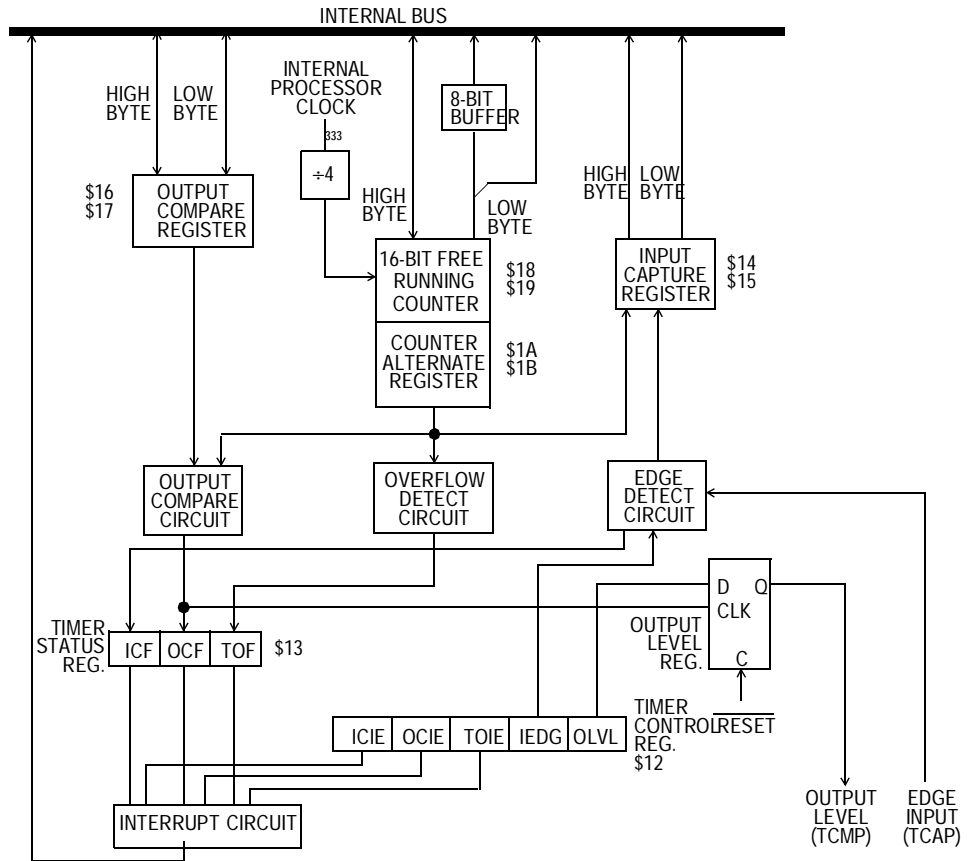 INTERNAL BUS
HIGH
BYTE
LOW
BYTE
INTERNAL
PROCESSOR
CLOCK
333
÷4
8-BIT
BUFFER
HIGH
BYTE
LOW
BYTE
HIGH
BYTE
LOW
BYTE
$16
$17
OUTPUT
COMPARE
REGISTER
16-BIT FREE
RUNNING
COUNTER
$18
$19
COUNTER
ALTERNATE
REGISTER
$1A
$1B
INPUT
CAPTURE
REGISTER
$14
$15
OUTPUT
COMPARE
CIRCUIT
OVERFLOW
DETECT
CIRCUIT
EDGE
DETECT
CIRCUIT
D Q
CLK
C
OUTPUT
LEVEL
REG.
RESET
TIMER
STATUS
REG.
ICF OCF TOF
$13
ICIE OCIE TOIE IEDG OLVL
TIMER
CONTROL
REG.
$12
INTERRUPT CIRCUIT
OUTPUT
LEVEL
(TCMP)
EDGE
INPUT
(TCAP)